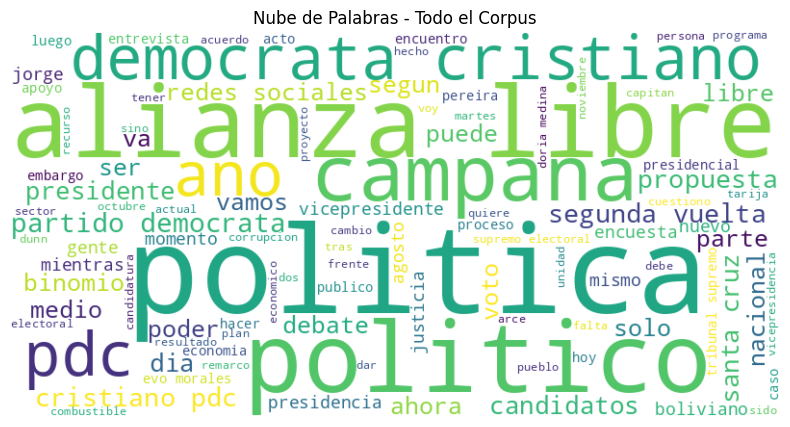 Nube de Palabras - Todo el Corpus
luego
entrevista
acuerdo
acto
encuentro
hecho
persona
programa
democrata cristiano
jorge
apoyo
tener
redes sociales
segun
pereira
noviembre
capitan
libre
alianza libre
recurso
sino
va
proyecto
voy
martes
puede
doria medina
embargo
ser
ano
campana
presidencial
propuesta
presidente
vamos
vicepresidente
quiere
cuestiono
tarija
sector
octubre
actual
partido democrata
segunda vuelta
dunn
gente
momento
corrupcion
cambio
proceso
encuesta
nuevo
parte
mientras
tras
supremo electoral
binomio
candidatura
politica
economico
dos
frente
agosto
unidad
debe
publico
voto
mismo
tribunal supremo
nacional
vicepresidencia
medio
electoral
poder
hacer
debate
justicia
arce
falta
solo
santa cruz
pdc
resultado
plan
economia
dia
remarco
politico
dar
pueblo
hoy
caso
evo morales
cristiano pdc
presidencia
ahora
candidatos
boliviano
sido
combustible